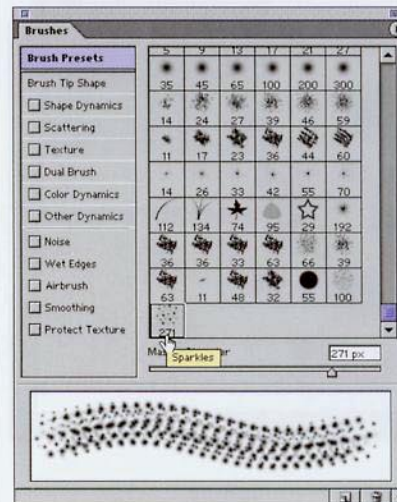 Brushes
Brush Presets
Brush Tip Shape
Shape Dynamics
Scattering
Texture
Dual Brush
Color Dynamics
Other Dynamics
Noise
Wet Edges
Airbrush
Smoothing
Protect Texture
5 9 13 17 21 27
35 45 65 100 200 300
14 24 27 39 46 59
11 17 23 36 44 60
14 26 33 42 55 70
112 134 74 95 29 192
36 36 33 63 66 39
63 11 48 32 55 100
271
Sparkles
271 px